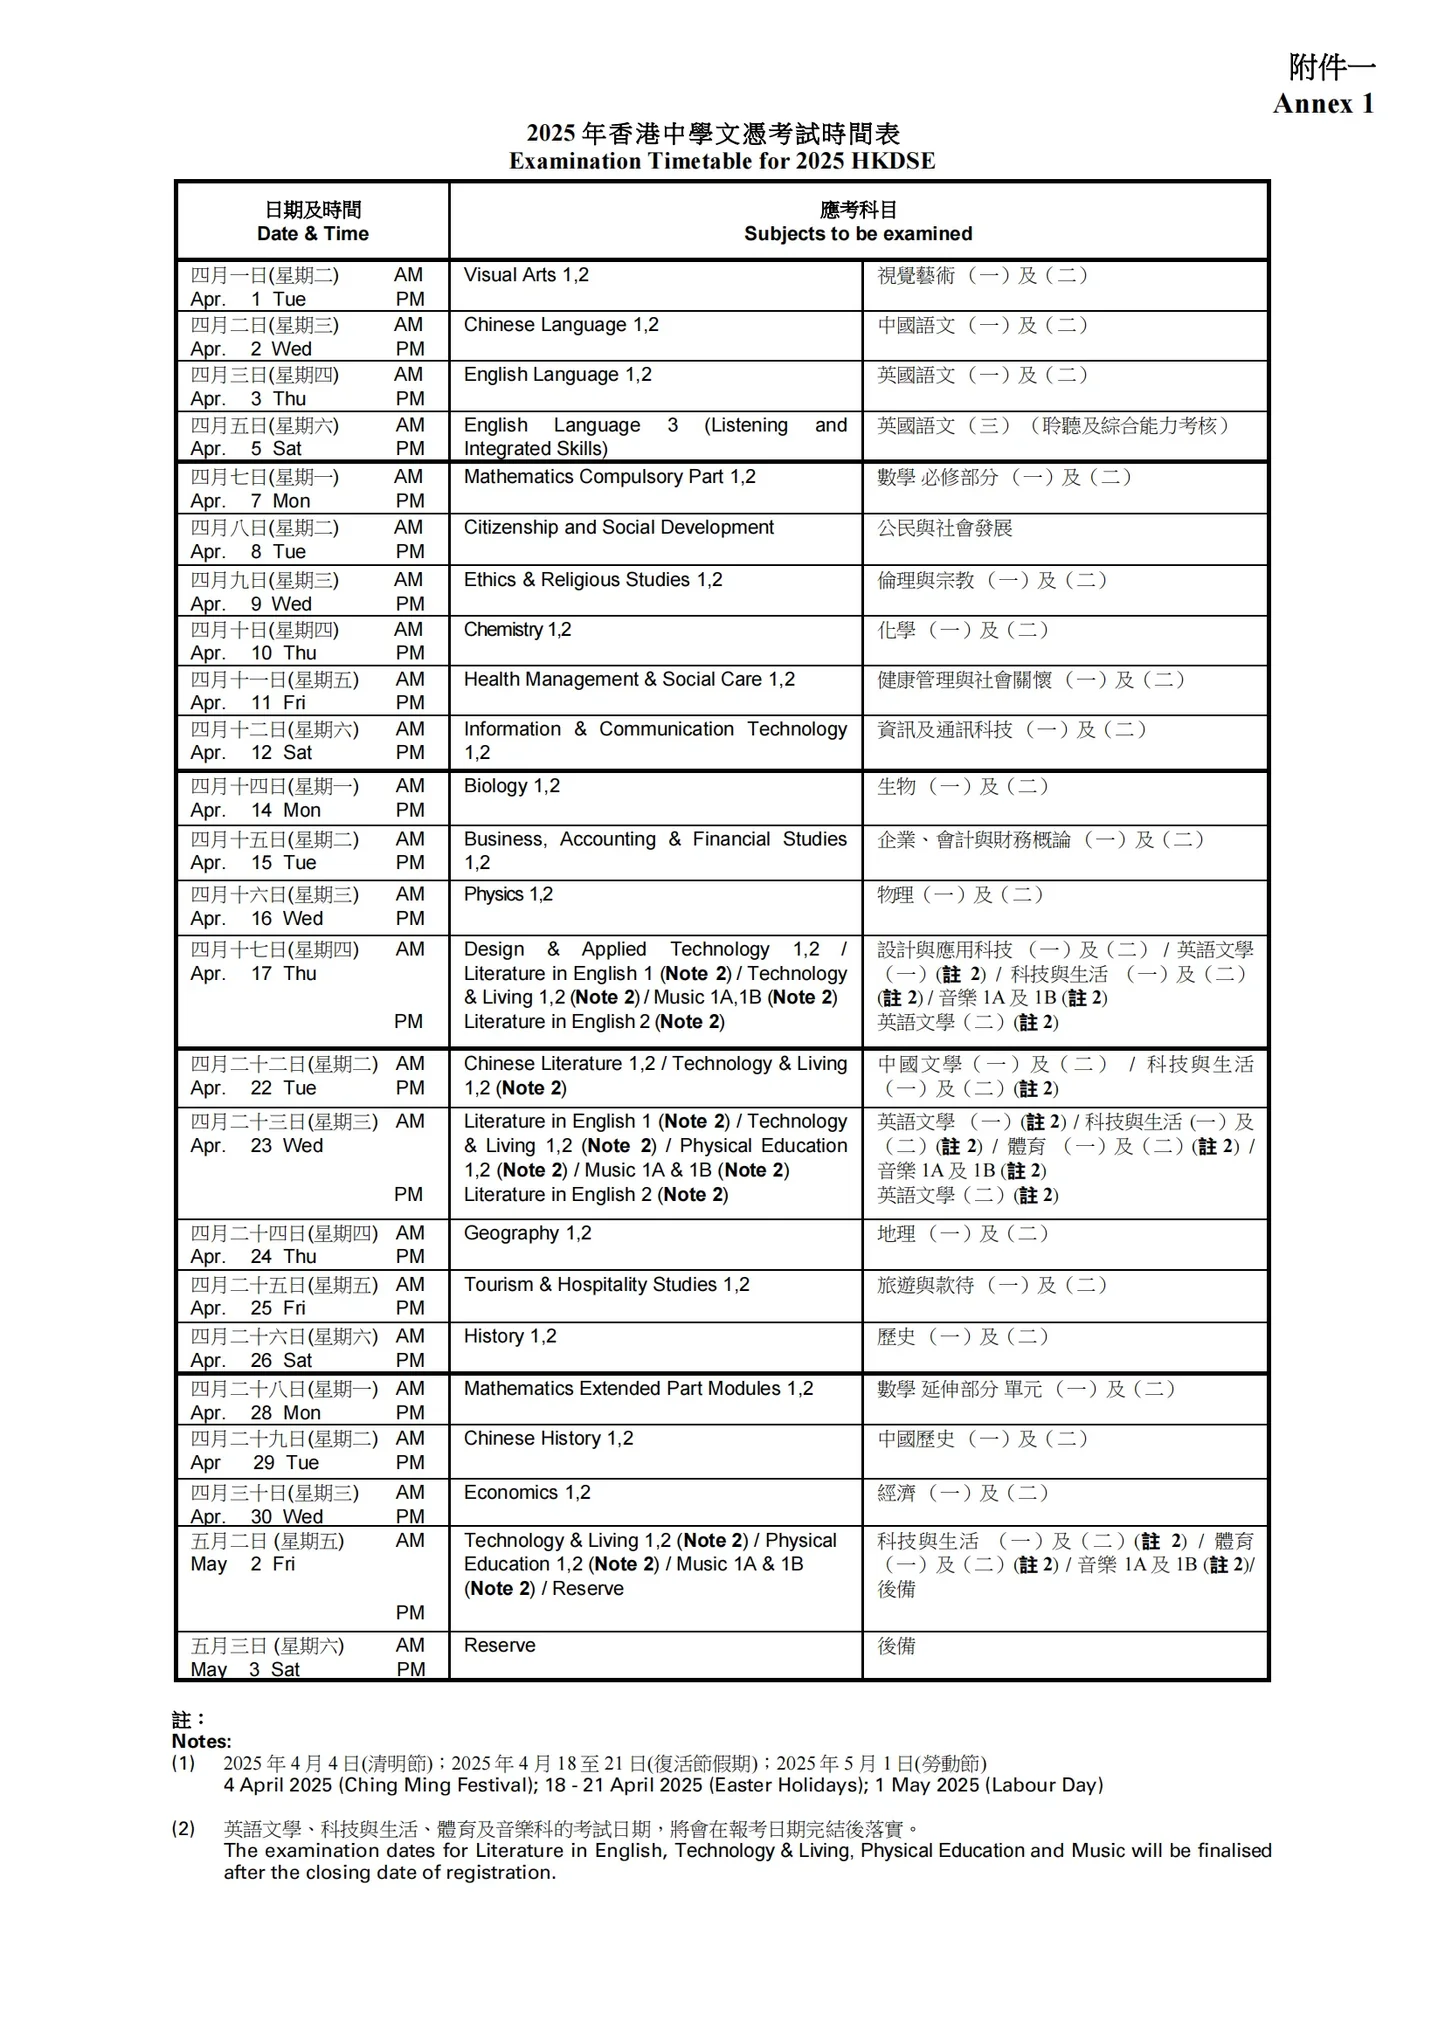 附件一
Annex 1
2025 年香港中學文憑考試時間表
Examination Timetable for 2025 HKDSE
日期及時間
Date & Time
應考科目
Subjects to be examined
四月一日(星期二) AM Visual Arts 1,2 視覺藝術 （一）及（二）
Apr. 1 Tue PM
四月二日(星期三) AM Chinese Language 1,2 中國語文 （一）及（二）
Apr. 2 Wed PM
四月三日(星期四) AM English Language 1,2 英國語文 （一）及（二）
Apr. 3 Thu PM
四月五日(星期六) AM English Language 3 (Listening and 英國語文 （三）（聆聽及綜合能力考核）
Apr. 5 Sat PM Integrated Skills)
四月七日(星期一) AM Mathematics Compulsory Part 1,2 數學 必修部分 （一）及（二）
Apr. 7 Mon PM
四月八日(星期二) AM Citizenship and Social Development 公民與社會發展
Apr. 8 Tue PM
四月九日(星期三) AM Ethics & Religious Studies 1,2 倫理與宗教 （一）及（二）
Apr. 9 Wed PM
四月十日(星期四) AM Chemistry 1,2 化學 （一）及（二）
Apr. 10 Thu PM
四月十一日(星期五) AM Health Management & Social Care 1,2 健康管理與社會關懷 （一）及（二）
Apr. 11 Fri PM
四月十二日(星期六) AM Information & Communication Technology 資訊及通訊科技 （一）及（二）
Apr. 12 Sat PM 1,2
四月十四日(星期一) AM Biology 1,2 生物 （一）及（二）
Apr. 14 Mon PM
四月十五日(星期二) AM Business, Accounting & Financial Studies 企業、會計與財務概論 （一）及（二）
Apr. 15 Tue PM 1,2
四月十六日(星期三) AM Physics 1,2 物理（一）及（二）
Apr. 16 Wed PM
四月十七日(星期四) AM Design & Applied Technology 1,2 / 設計與應用科技 （一）及（二） / 英語文學
Apr. 17 Thu Literature in English 1 (Note 2) / Technology （一）(註 2) / 科技與生活 （一）及（二）
& Living 1,2 (Note 2) / Music 1A,1B (Note 2) (註 2) / 音樂 1A 及 1B (註 2)
PM Literature in English 2 (Note 2) 英語文學（二）(註 2)
四月二十二日(星期二) AM Chinese Literature 1,2 / Technology & Living 中國文學（一）及（二） / 科技與生活
Apr. 22 Tue PM 1,2 (Note 2) （一）及（二）(註 2)
四月二十三日(星期三) AM Literature in English 1 (Note 2) / Technology 英語文學 （一）(註 2) / 科技與生活 (一）及
Apr. 23 Wed & Living 1,2 (Note 2) / Physical Education （二）(註 2) / 體育 （一）及（二）(註 2) /
1,2 (Note 2) / Music 1A & 1B (Note 2) 音樂 1A 及 1B (註 2)
PM Literature in English 2 (Note 2) 英語文學（二）(註 2)
四月二十四日(星期四) AM Geography 1,2 地理 （一）及（二）
Apr. 24 Thu PM
四月二十五日(星期五) AM Tourism & Hospitality Studies 1,2 旅遊與款待 （一）及（二）
Apr. 25 Fri PM
四月二十六日(星期六) AM History 1,2 歷史 （一）及（二）
Apr. 26 Sat PM
四月二十八日(星期一) AM Mathematics Extended Part Modules 1,2 數學 延伸部分 單元 （一）及（二）
Apr. 28 Mon PM
四月二十九日(星期二) AM Chinese History 1,2 中國歷史 （一）及（二）
Apr 29 Tue PM
四月三十日(星期三) AM Economics 1,2 經濟 （一）及（二）
Apr. 30 Wed PM
五月二日 (星期五) AM Technology & Living 1,2 (Note 2) / Physical 科技與生活 （一）及（二）(註 2) / 體育
May 2 Fri Education 1,2 (Note 2) / Music 1A & 1B （一）及（二）(註 2) / 音樂 1A 及 1B (註 2)/
(Note 2) / Reserve 後備
PM
五月三日 (星期六) AM Reserve 後備
May 3 Sat PM
註：
Notes:
(1) 2025 年 4 月 4 日(清明節)；2025 年 4 月 18 至 21 日(復活節假期)；2025 年 5 月 1 日(勞動節)
4 April 2025 (Ching Ming Festival); 18 - 21 April 2025 (Easter Holidays); 1 May 2025 (Labour Day)
(2) 英語文學、科技與生活、體育及音樂科的考試日期，將會在報考日期完結後落實。
The examination dates for Literature in English, Technology & Living, Physical Education and Music will be finalised
after the closing date of registration.